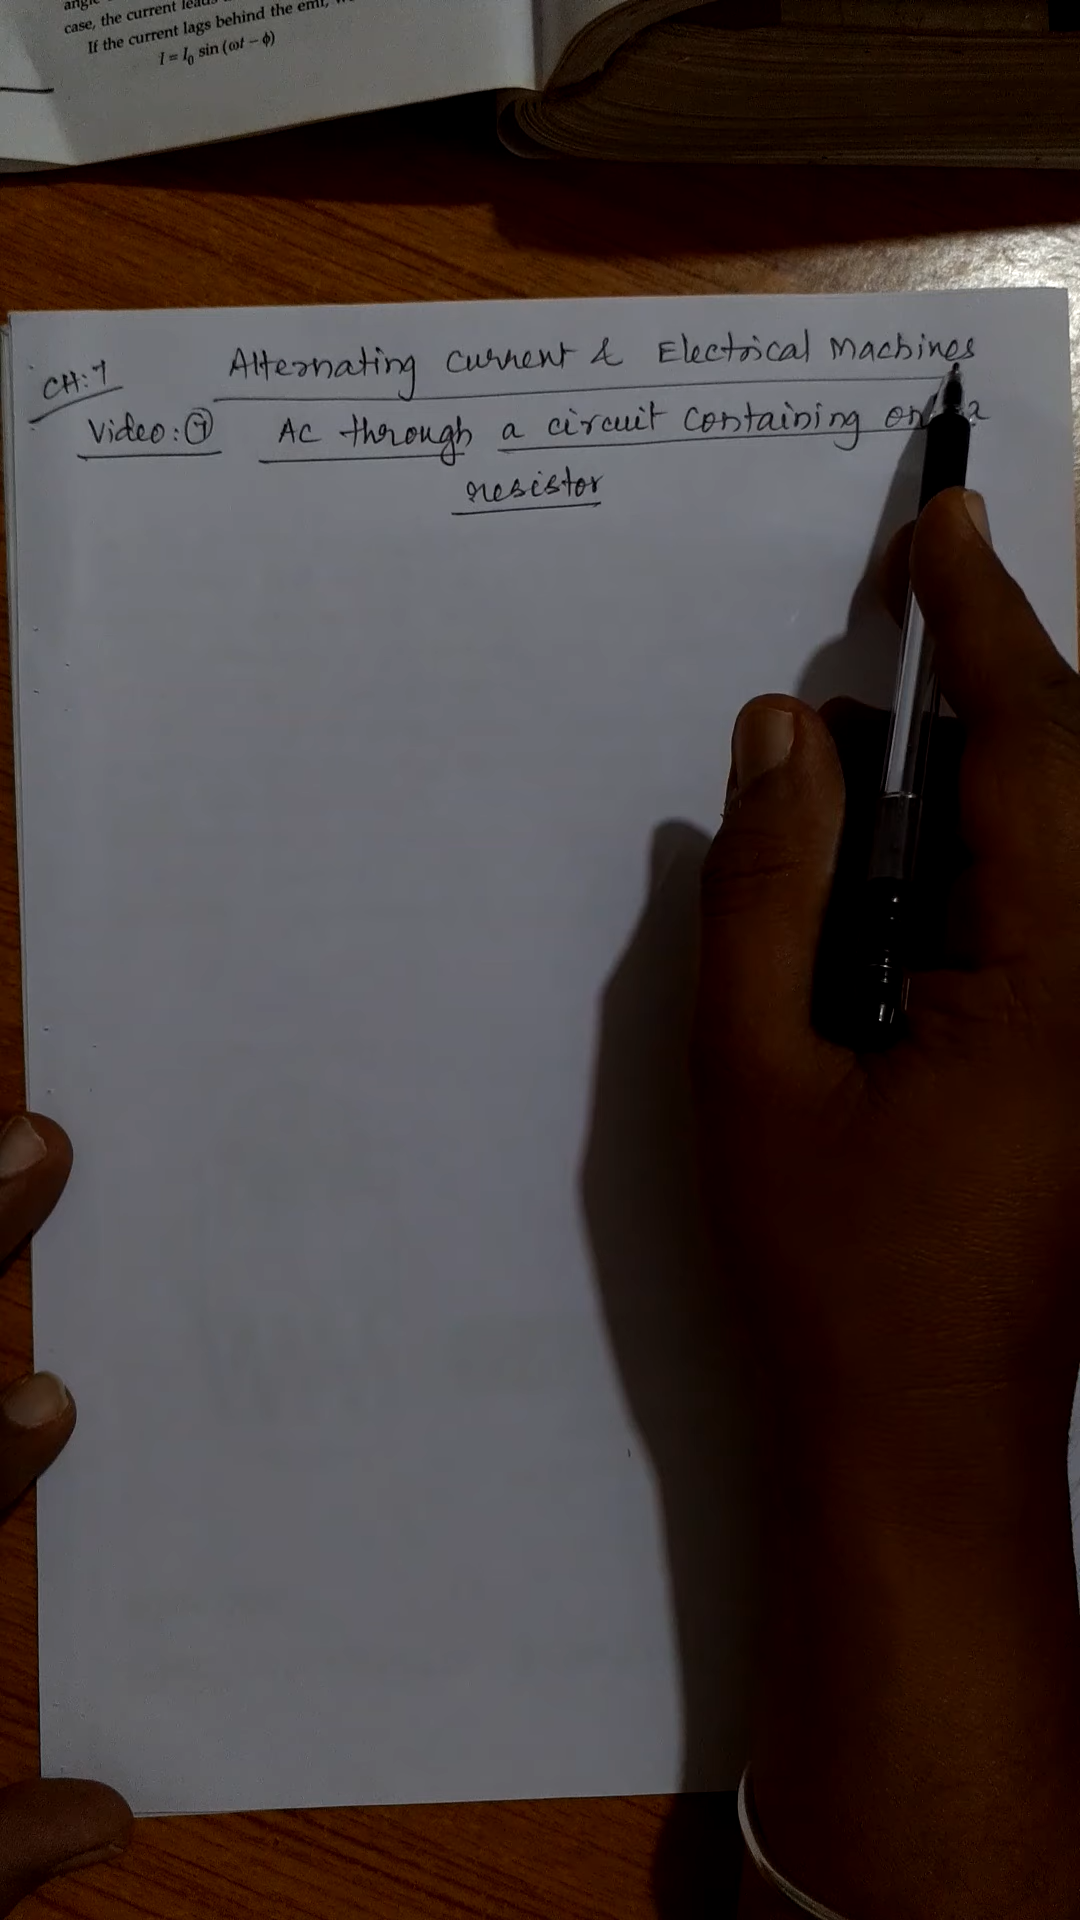 case, the current
If the current lags behind the emf,
I = I₀ sin (ωt – ϕ)
CH:7
Alternating current & Electrical Machines
Video: ⑦ AC through a circuit containing a
resistor